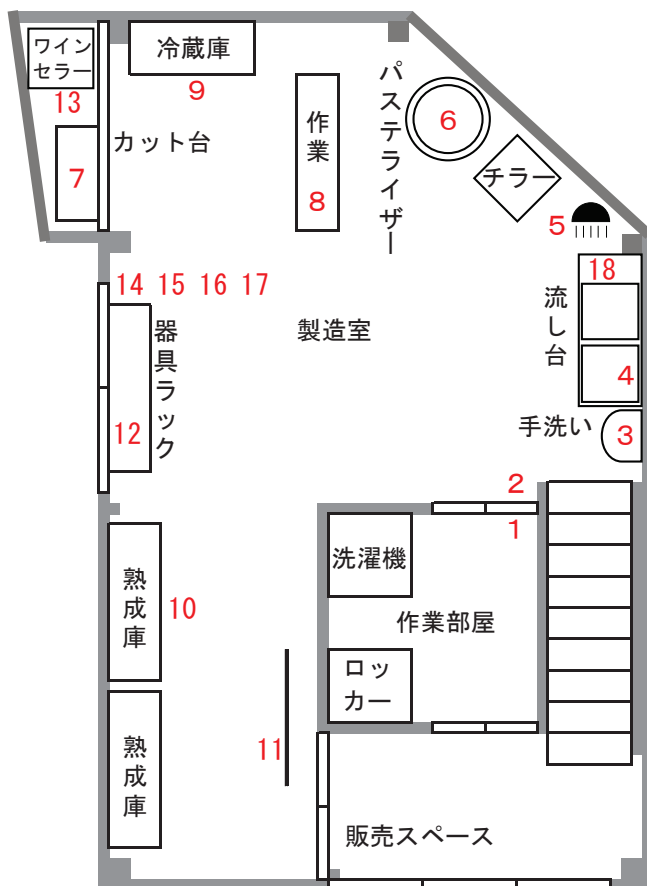 ワイン
セラー
13
冷蔵庫
9
カット台
7
作業
8
パステライザー
6
チラー
5
14 15 16 17
18
流し台
4
器具ラック
12
製造室
手洗い
3
2
1
洗濯機
熟成庫
10
作業部屋
ロッ
カー
11
熟成庫
販売スペース